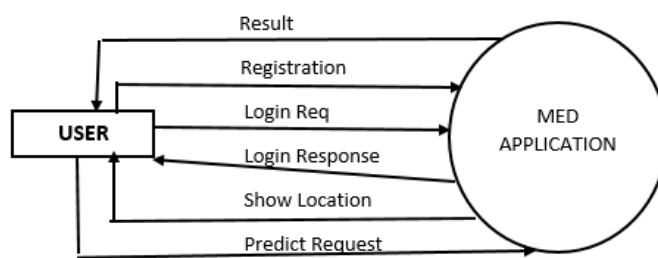 Result
Registration
Login Req
USER
MED
APPLICATION
Login Response
Show Location
Predict Request